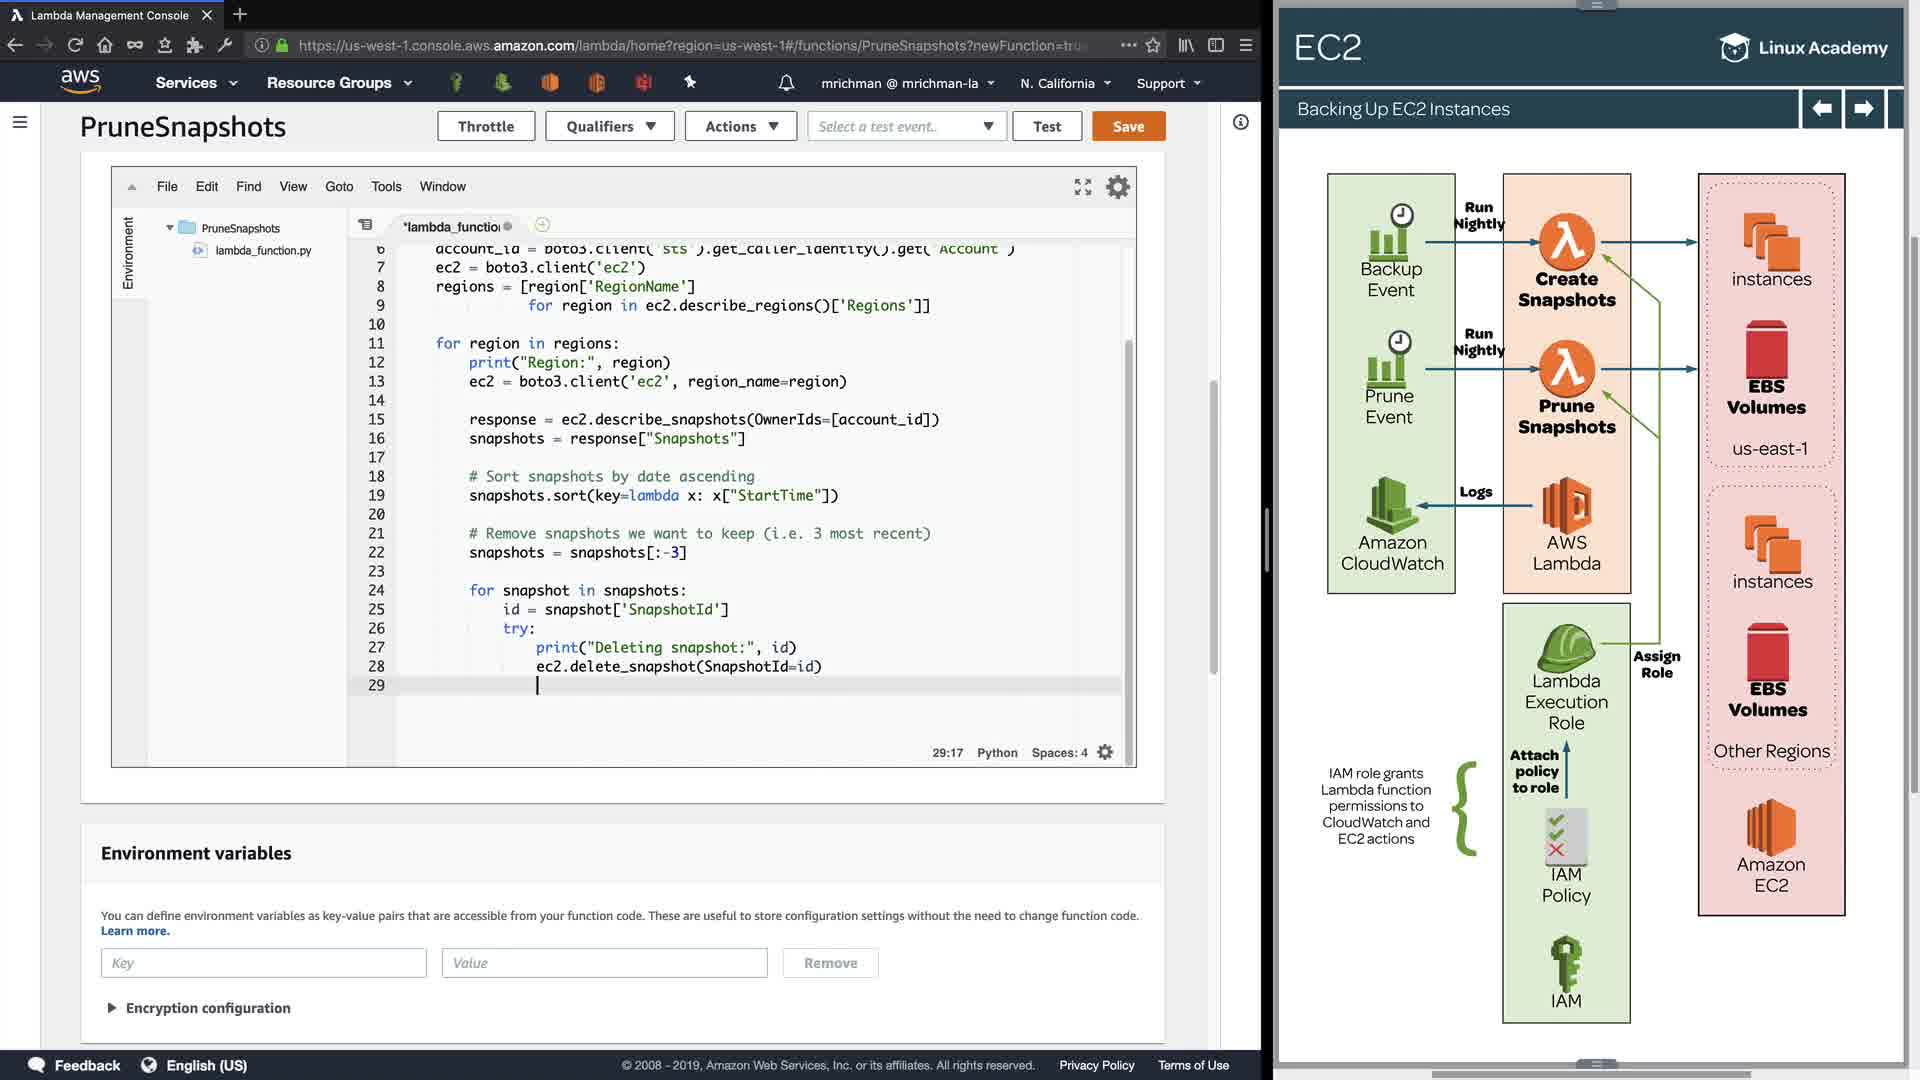 Lambda Management Console
https://us-west-1.console.aws.amazon.com/lambda/home?region=us-west-1#/functions/PruneSnapshots?newFunction=tru
aws
Services
Resource Groups
mrichman @ mrichman-la
N. California
Support
PruneSnapshots
Throttle
Qualifiers
Actions
Select a test event..
Test
Save
File Edit Find View Goto Tools Window
Environment
PruneSnapshots
lambda_function.py
*lambda_function
6 account_id = boto3.client('sts').get_caller_identity().get('Account')
7 ec2 = boto3.client('ec2')
8 regions = [region['RegionName']
9 for region in ec2.describe_regions()['Regions']]
10
11 for region in regions:
12 print("Region:", region)
13 ec2 = boto3.client('ec2', region_name=region)
14
15 response = ec2.describe_snapshots(OwnerIds=[account_id])
16 snapshots = response["Snapshots"]
17
18 # Sort snapshots by date ascending
19 snapshots.sort(key=lambda x: x["StartTime"])
20
21 # Remove snapshots we want to keep (i.e. 3 most recent)
22 snapshots = snapshots[:-3]
23
24 for snapshot in snapshots:
25 id = snapshot['SnapshotId']
26 try:
27 print("Deleting snapshot:", id)
28 ec2.delete_snapshot(SnapshotId=id)
29
29:17 Python Spaces: 4
Environment variables
You can define environment variables as key-value pairs that are accessible from your function code. These are useful to store configuration settings without the need to change function code.
Learn more.
Key
Value
Remove
Encryption configuration
Feedback
English (US)
© 2008 - 2019, Amazon Web Services, Inc. or its affiliates. All rights reserved.
Privacy Policy
Terms of Use
EC2
Linux Academy
Backing Up EC2 Instances
Backup
Event
Run
Nightly
Create
Snapshots
instances
Prune
Event
Run
Nightly
Prune
Snapshots
EBS
Volumes
us-east-1
Amazon
CloudWatch
Logs
AWS
Lambda
instances
Lambda
Execution
Role
Assign
Role
EBS
Volumes
Other Regions
Attach
policy
to role
IAM role grants
Lambda function
permissions to
CloudWatch and
EC2 actions
IAM
Policy
Amazon
EC2
IAM